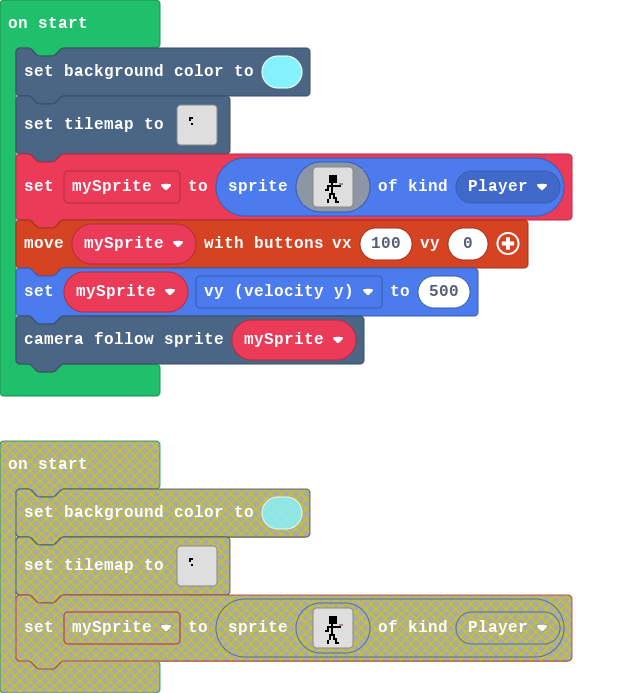 on start
set background color to
set tilemap to
set mySprite to sprite of kind Player
move mySprite with buttons vx 100 vy 0
set mySprite vy (velocity y) to 500
camera follow sprite mySprite
on start
set background color to
set tilemap to
set mySprite to sprite of kind Player